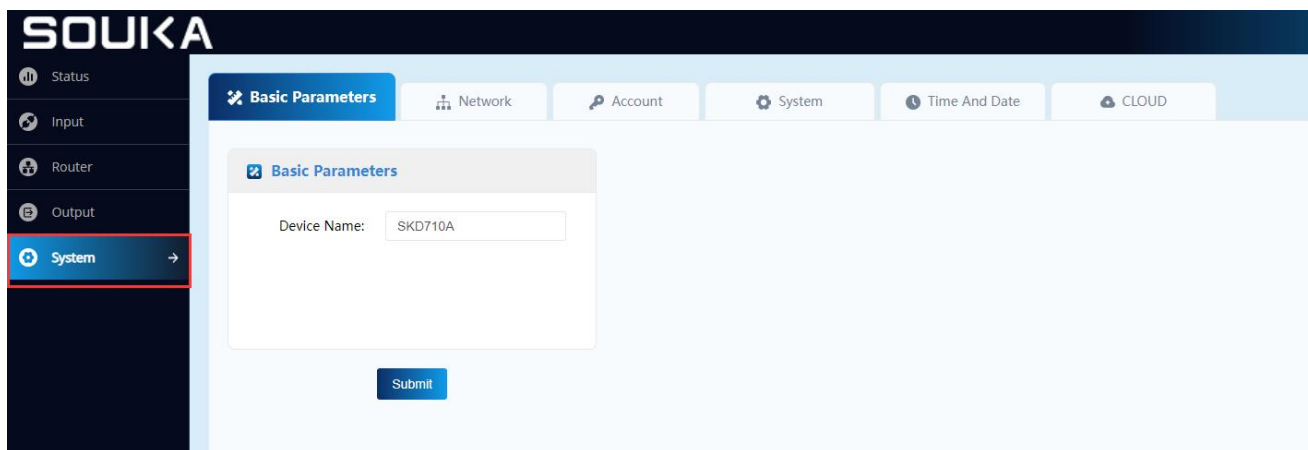 SOUKA
Status
Input
Router
Output
System
Basic Parameters
Network
Account
System
Time And Date
CLOUD
Basic Parameters
Device Name:
SKD710A
Submit